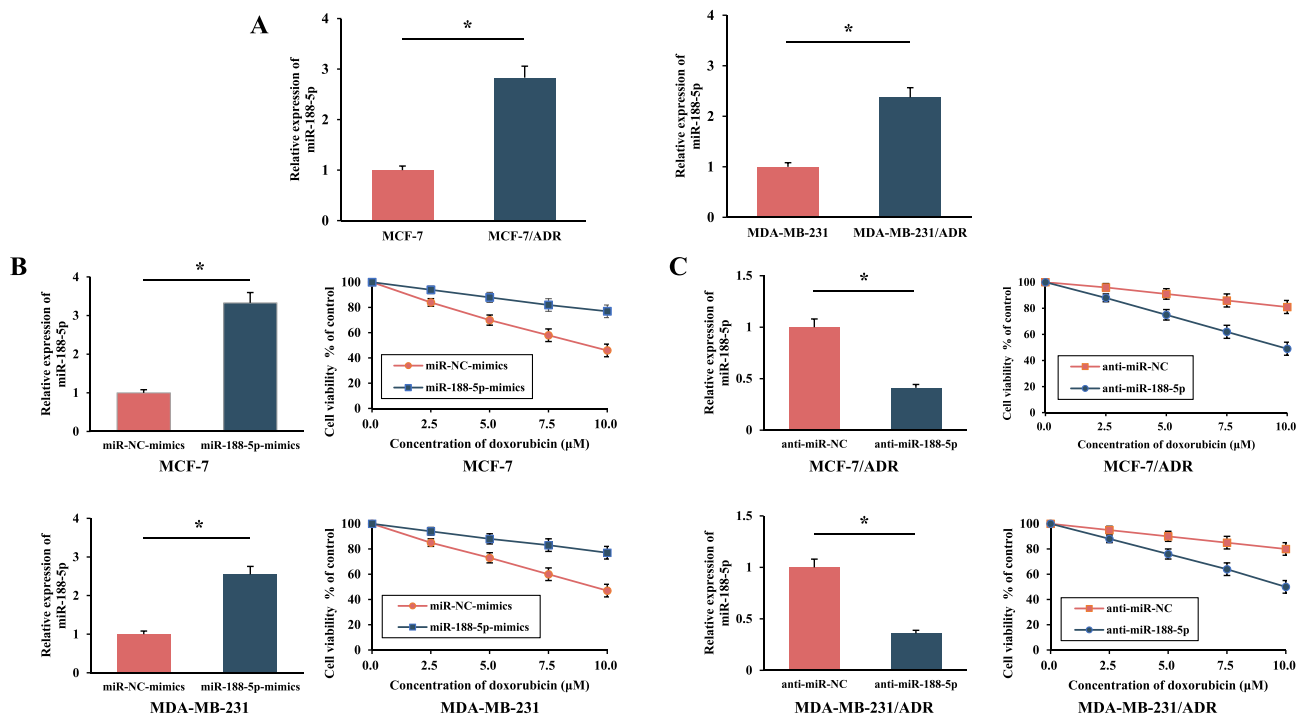 A
Relative expression of
miR-188-5p
4
3
2
1
0
*
MCF-7
MCF-7/ADR
Relative expression of
miR-188-5p
4
3
2
1
0
*
MDA-MB-231
MDA-MB-231/ADR
B
Relative expression of
miR-188-5p
4
3
2
1
0
*
miR-NC-mimics
miR-188-5p-mimics
MCF-7
Cell viability % of control
100
80
60
40
20
0
miR-NC-mimics
miR-188-5p-mimics
0.0 2.5 5.0 7.5 10.0
Concentration of doxorubicin (μM)
MCF-7
Relative expression of
miR-188-5p
4
3
2
1
0
*
miR-NC-mimics
miR-188-5p-mimics
MDA-MB-231
Cell viability % of control
100
80
60
40
20
0
miR-NC-mimics
miR-188-5p-mimics
0.0 2.5 5.0 7.5 10.0
Concentration of doxorubicin (μM)
MDA-MB-231
C
Relative expression of
miR-188-5p
1.5
1
0.5
0
*
anti-miR-NC
anti-miR-188-5p
MCF-7/ADR
Cell viability % of control
100
80
60
40
20
0
anti-miR-NC
anti-miR-188-5p
0.0 2.5 5.0 7.5 10.0
Concentration of doxorubicin (μM)
MCF-7/ADR
Relative expression of
miR-188-5p
1.5
1
0.5
0
*
anti-miR-NC
anti-miR-188-5p
MDA-MB-231/ADR
Cell viability % of control
100
80
60
40
20
0
anti-miR-NC
anti-miR-188-5p
0.0 2.5 5.0 7.5 10.0
Concentration of doxorubicin (μM)
MDA-MB-231/ADR